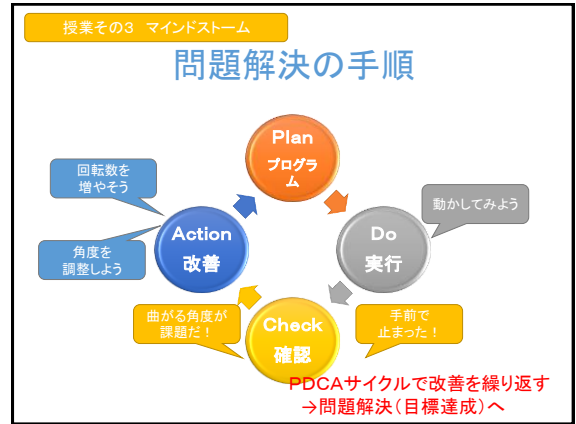 授業その3　マインドストーム
問題解決の手順
Plan
プログラ
ム
回転数を
増やそう
動かしてみよう
Action
改善
Do
実行
角度を
調整しよう
曲がる角度が
課題だ！
Check
確認
手前で
止まった！
PDCAサイクルで改善を繰り返す
→問題解決（目標達成）へ